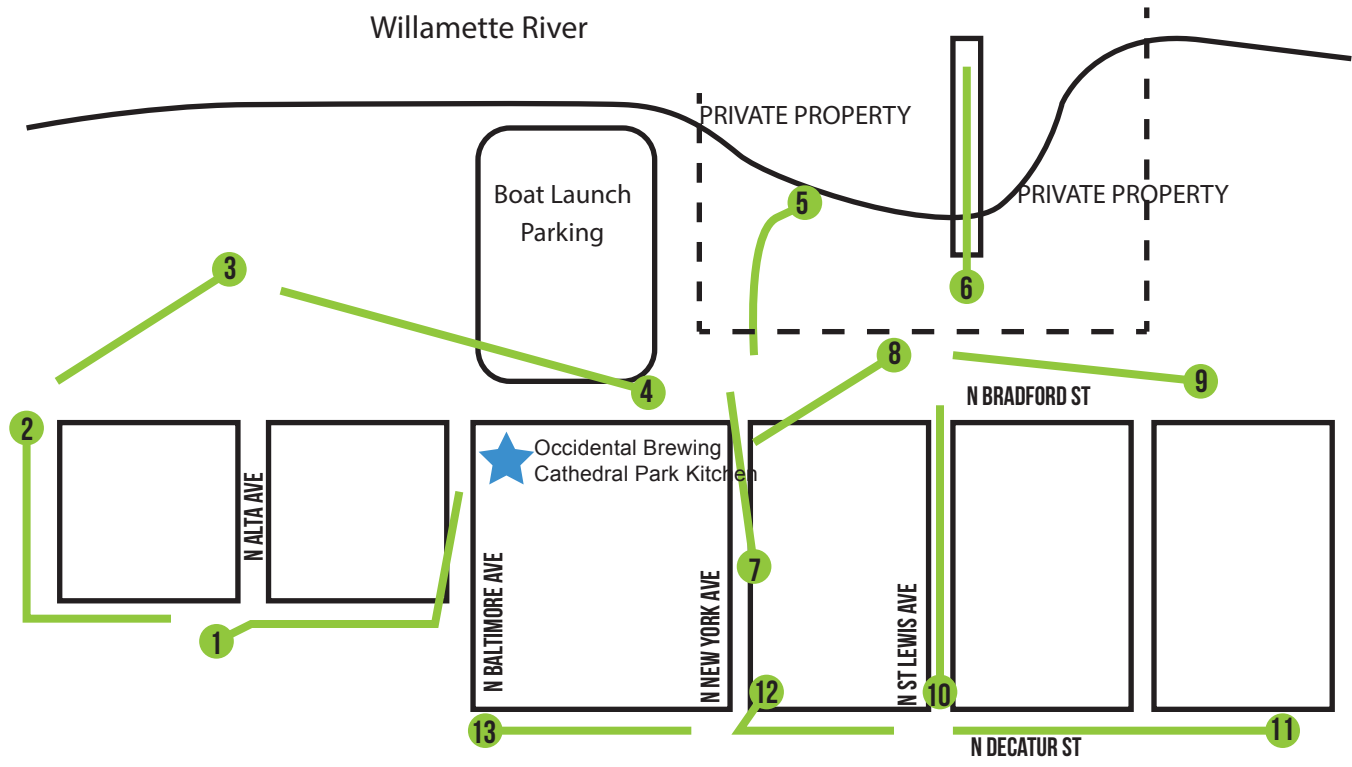 Willamette River
PRIVATE PROPERTY
Boat Launch
Parking
PRIVATE PROPERTY
5
3
6
8
4
9
N BRADFORD ST
2
Occidental Brewing
Cathedral Park Kitchen
N ALTA AVE
N BALTIMORE AVE
7
N NEW YORK AVE
N ST LEWIS AVE
1
12
10
13
11
N DECATUR ST